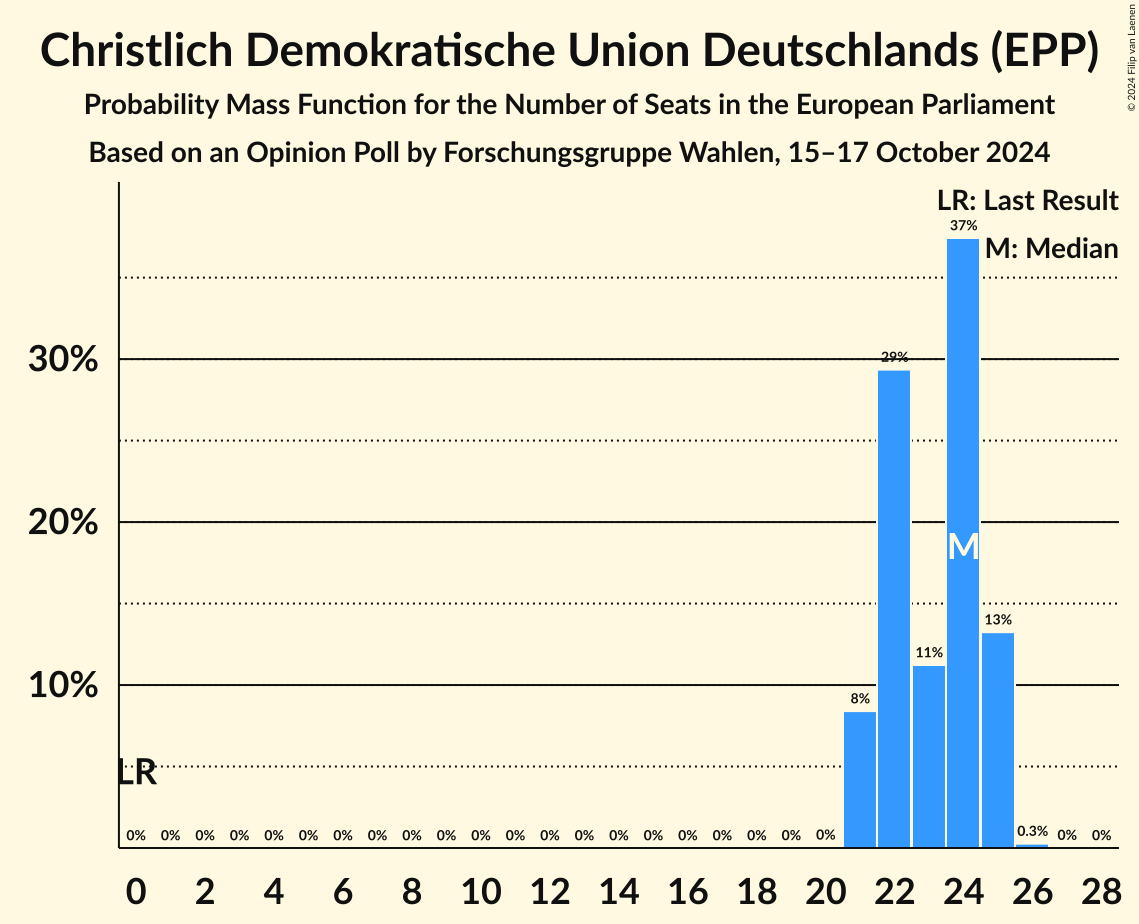 Christlich Demokratische Union Deutschlands (EPP)
Probability Mass Function for the Number of Seats in the European Parliament
Based on an Opinion Poll by Forschungsgruppe Wahlen, 15–17 October 2024
© 2024 Filip van Laenen
LR: Last Result
M: Median
37%
30%
29%
20%
M
13%
11%
10%
8%
LR
0% 0% 0% 0% 0% 0% 0% 0% 0% 0% 0% 0% 0% 0% 0% 0% 0% 0% 0% 0% 0% 0.3% 0% 0%
0 2 4 6 8 10 12 14 16 18 20 22 24 26 28